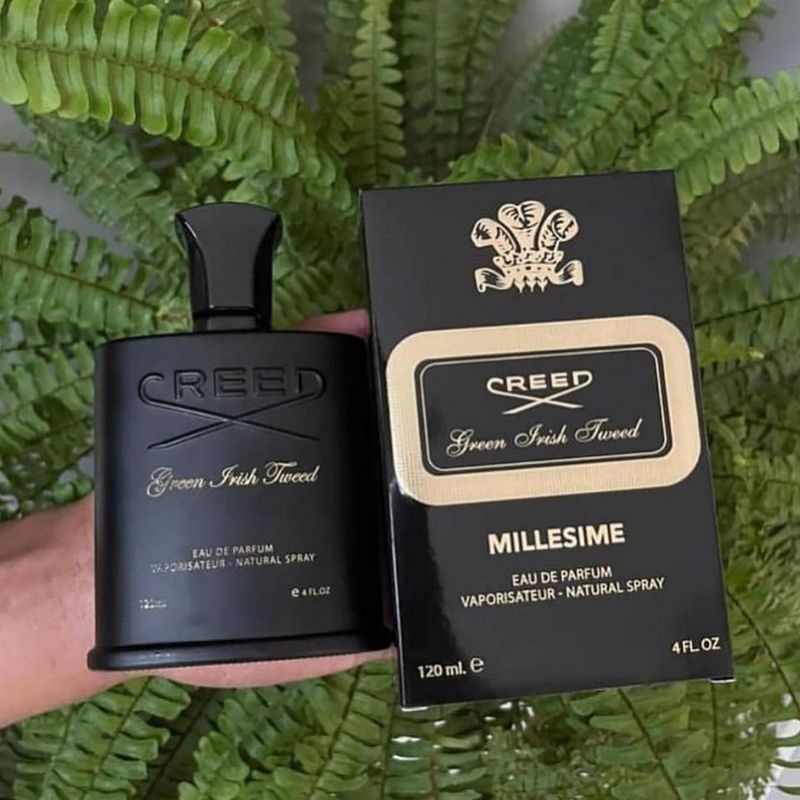 CREED
Green Irish Tweed
EAU DE PARFUM
VAPORISATEUR - NATURAL SPRAY
120ml
e 4 FL.OZ
CREED
Green Irish Tweed
MILLESIME
EAU DE PARFUM
VAPORISATEUR - NATURAL SPRAY
120 ml. e
4 FL. OZ